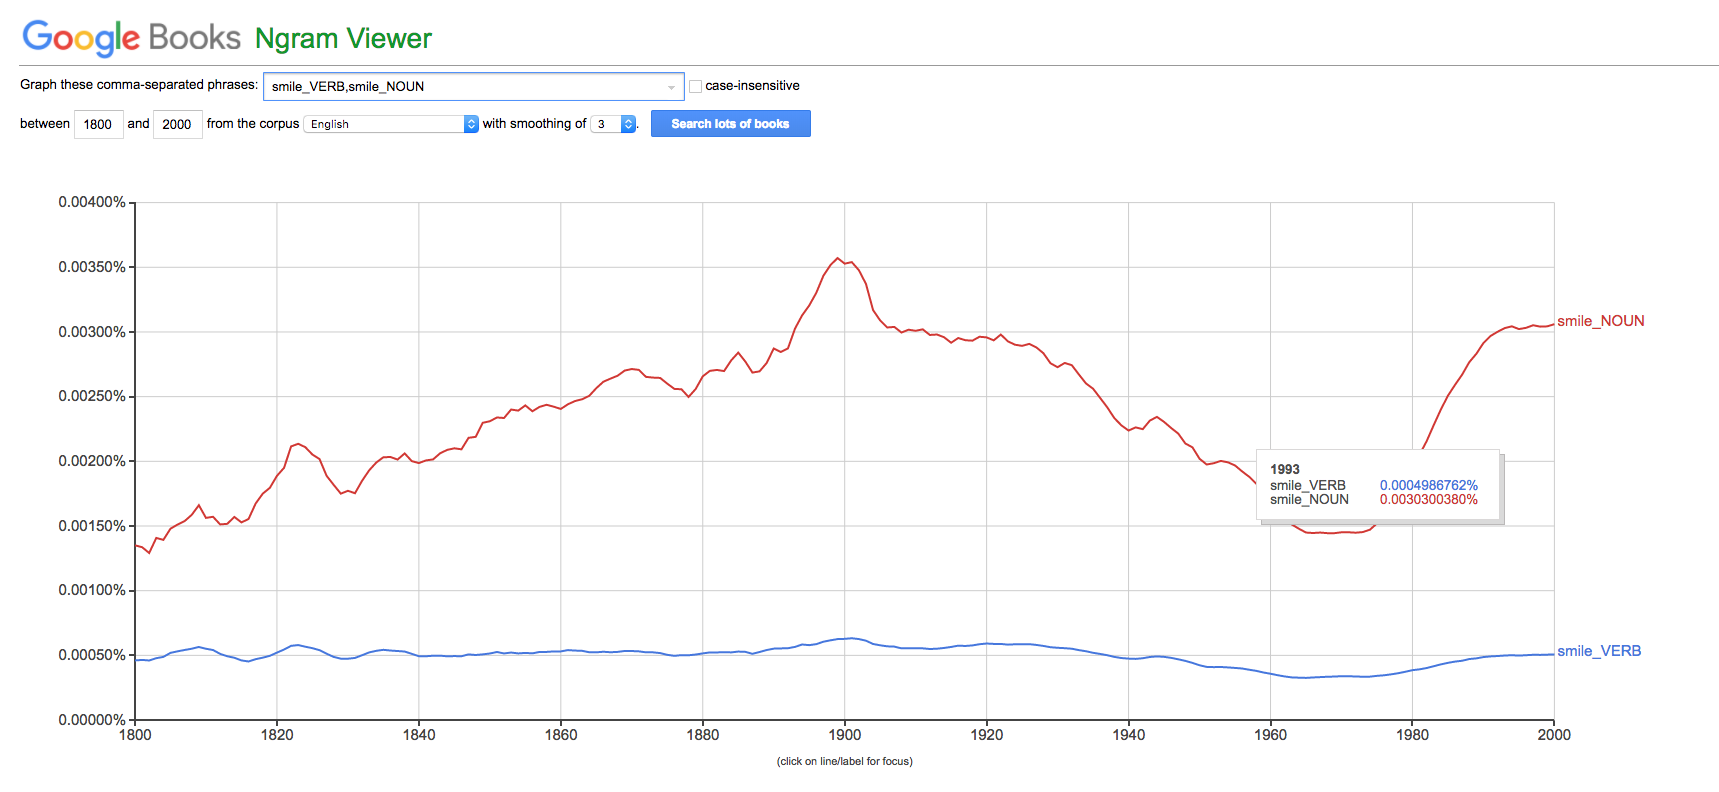 Google Books Ngram Viewer
Graph these comma-separated phrases: smile_VERB,smile_NOUN case-insensitive
between 1800 and 2000 from the corpus English with smoothing of 3 . Search lots of books
0.00400%
0.00350%
0.00300%
0.00250%
0.00200%
0.00150%
0.00100%
0.00050%
0.00000%
smile_NOUN
1993
smile_VERB 0.0004986762%
smile_NOUN 0.0030300380%
smile_VERB
1800 1820 1840 1860 1880 1900 1920 1940 1960 1980 2000
(click on line/label for focus)